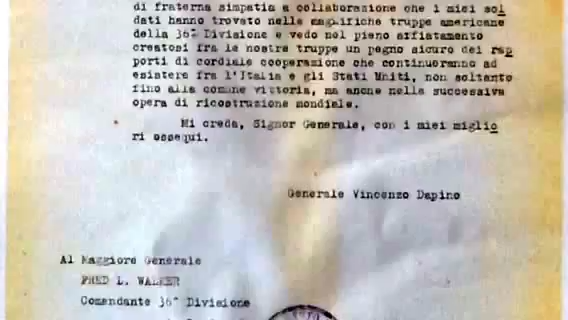 di fraterna simpatia e collaborazione che i miei sol
dati hanno trovato nelle magnifiche truppe americane
della 36^ Divisione e vedo nel pieno affiatamento
creatosi fra le nostre truppe un pegno sicuro dei rap
porti di cordiale cooperazione che continueranno ad
esistere fra l'Italia e gli Stati Uniti, non soltanto
fino alla comune vittoria, ma anche nella successiva
opera di ricostruzione mondiale.
Mi creda, Signor Generale, con i miei miglio
ri ossequi.
Generale Vincenzo Dapino
Al Maggiore Generale
FRED L. WALKER
Comandante 36^ Divisione